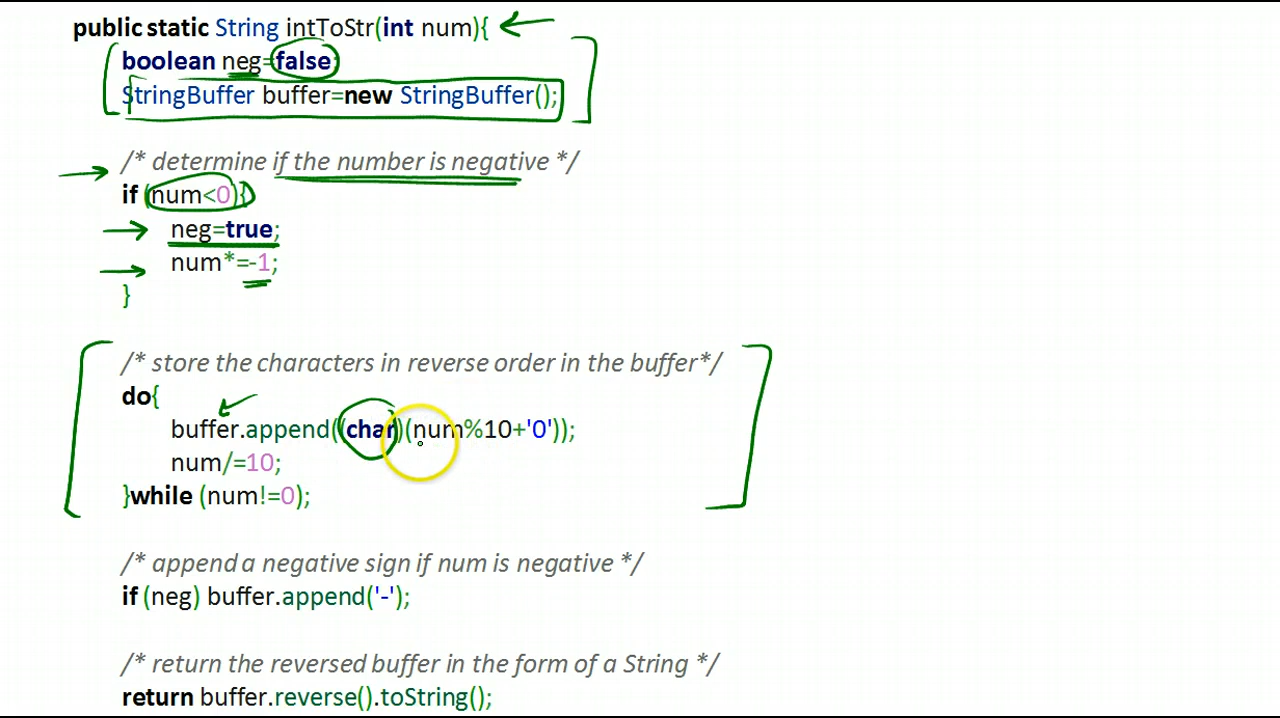 public static String intToStr(int num){
boolean neg=false;
StringBuffer buffer=new StringBuffer();
/* determine if the number is negative */
if (num<0){
neg=true;
num*=-1;
}
/* store the characters in reverse order in the buffer*/
do{
buffer.append((char)(num%10+'0'));
num/=10;
}while (num!=0);
/* append a negative sign if num is negative */
if (neg) buffer.append('-');
/* return the reversed buffer in the form of a String */
return buffer.reverse().toString();